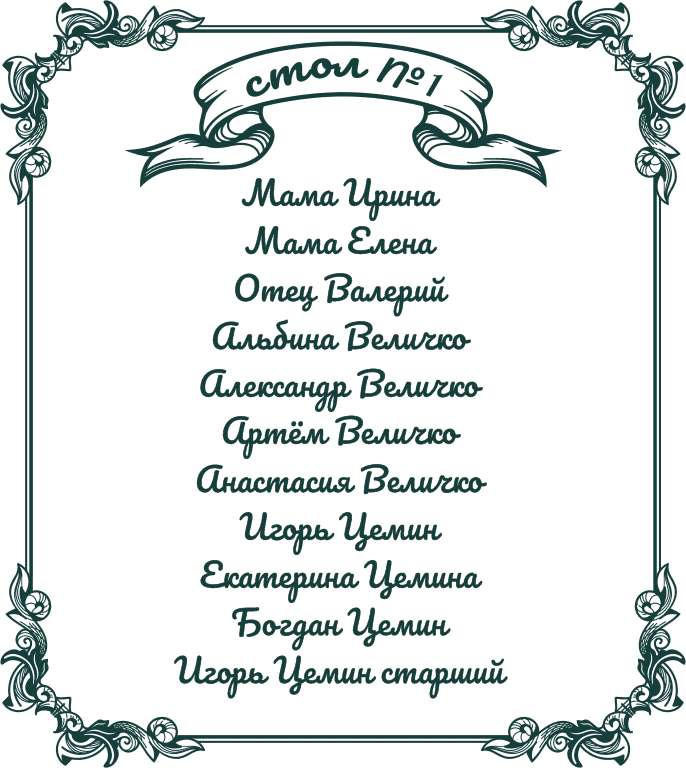 стол №1
Мама Ирина
Мама Елена
Отец Валерий
Альбина Величко
Александр Величко
Артём Величко
Анастасия Величко
Игорь Цемин
Екатерина Цемина
Богдан Цемин
Игорь Цемин старший